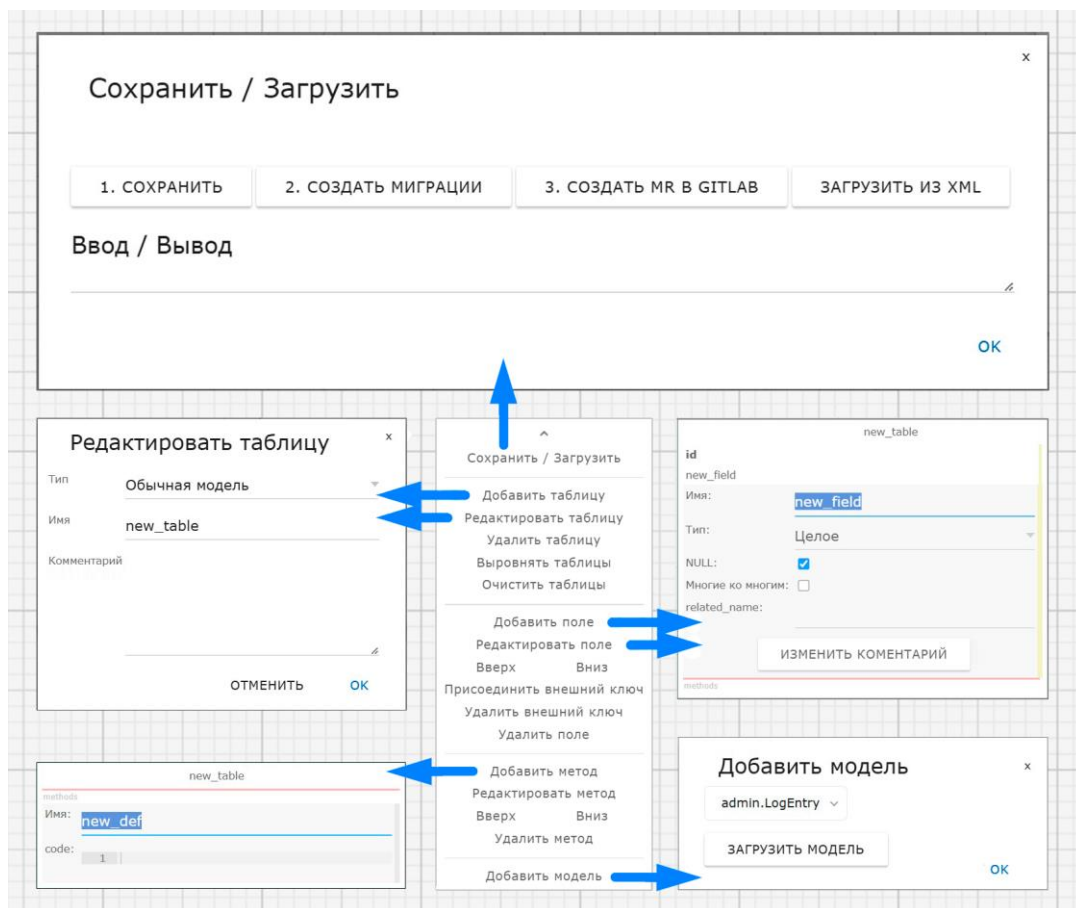 x
Сохранить / Загрузить
1. СОХРАНИТЬ 2. СОЗДАТЬ МИГРАЦИИ 3. СОЗДАТЬ MR В GITLAB ЗАГРУЗИТЬ ИЗ XML
Ввод / Вывод
OK
Редактировать таблицу x
Тип Обычная модель
Имя new_table
Комментарий
ОТМЕНИТЬ OK
new_table
methods
Имя: new_def
code: 1
Сохранить / Загрузить
Добавить таблицу
Редактировать таблицу
Удалить таблицу
Выровнять таблицы
Очистить таблицы
Добавить поле
Редактировать поле
Вверх Вниз
Присоединить внешний ключ
Удалить внешний ключ
Удалить поле
Добавить метод
Редактировать метод
Вверх Вниз
Удалить метод
Добавить модель
new_table
id
new_field
Имя: new_field
Тип: Целое
NULL:
Многие ко многим:
related_name:
ИЗМЕНИТЬ КОМЕНТАРИЙ
methods
Добавить модель x
admin.LogEntry
ЗАГРУЗИТЬ МОДЕЛЬ
OK